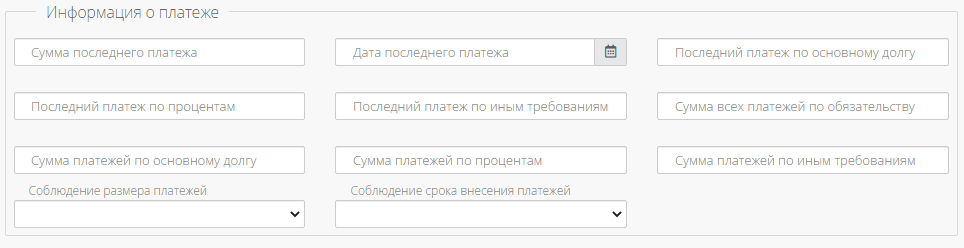 Информация о платеже
Сумма последнего платежа
Дата последнего платежа
Последний платеж по основному долгу
Последний платеж по процентам
Последний платеж по иным требованиям
Сумма всех платежей по обязательству
Сумма платежей по основному долгу
Сумма платежей по процентам
Сумма платежей по иным требованиям
Соблюдение размера платежей
Соблюдение срока внесения платежей